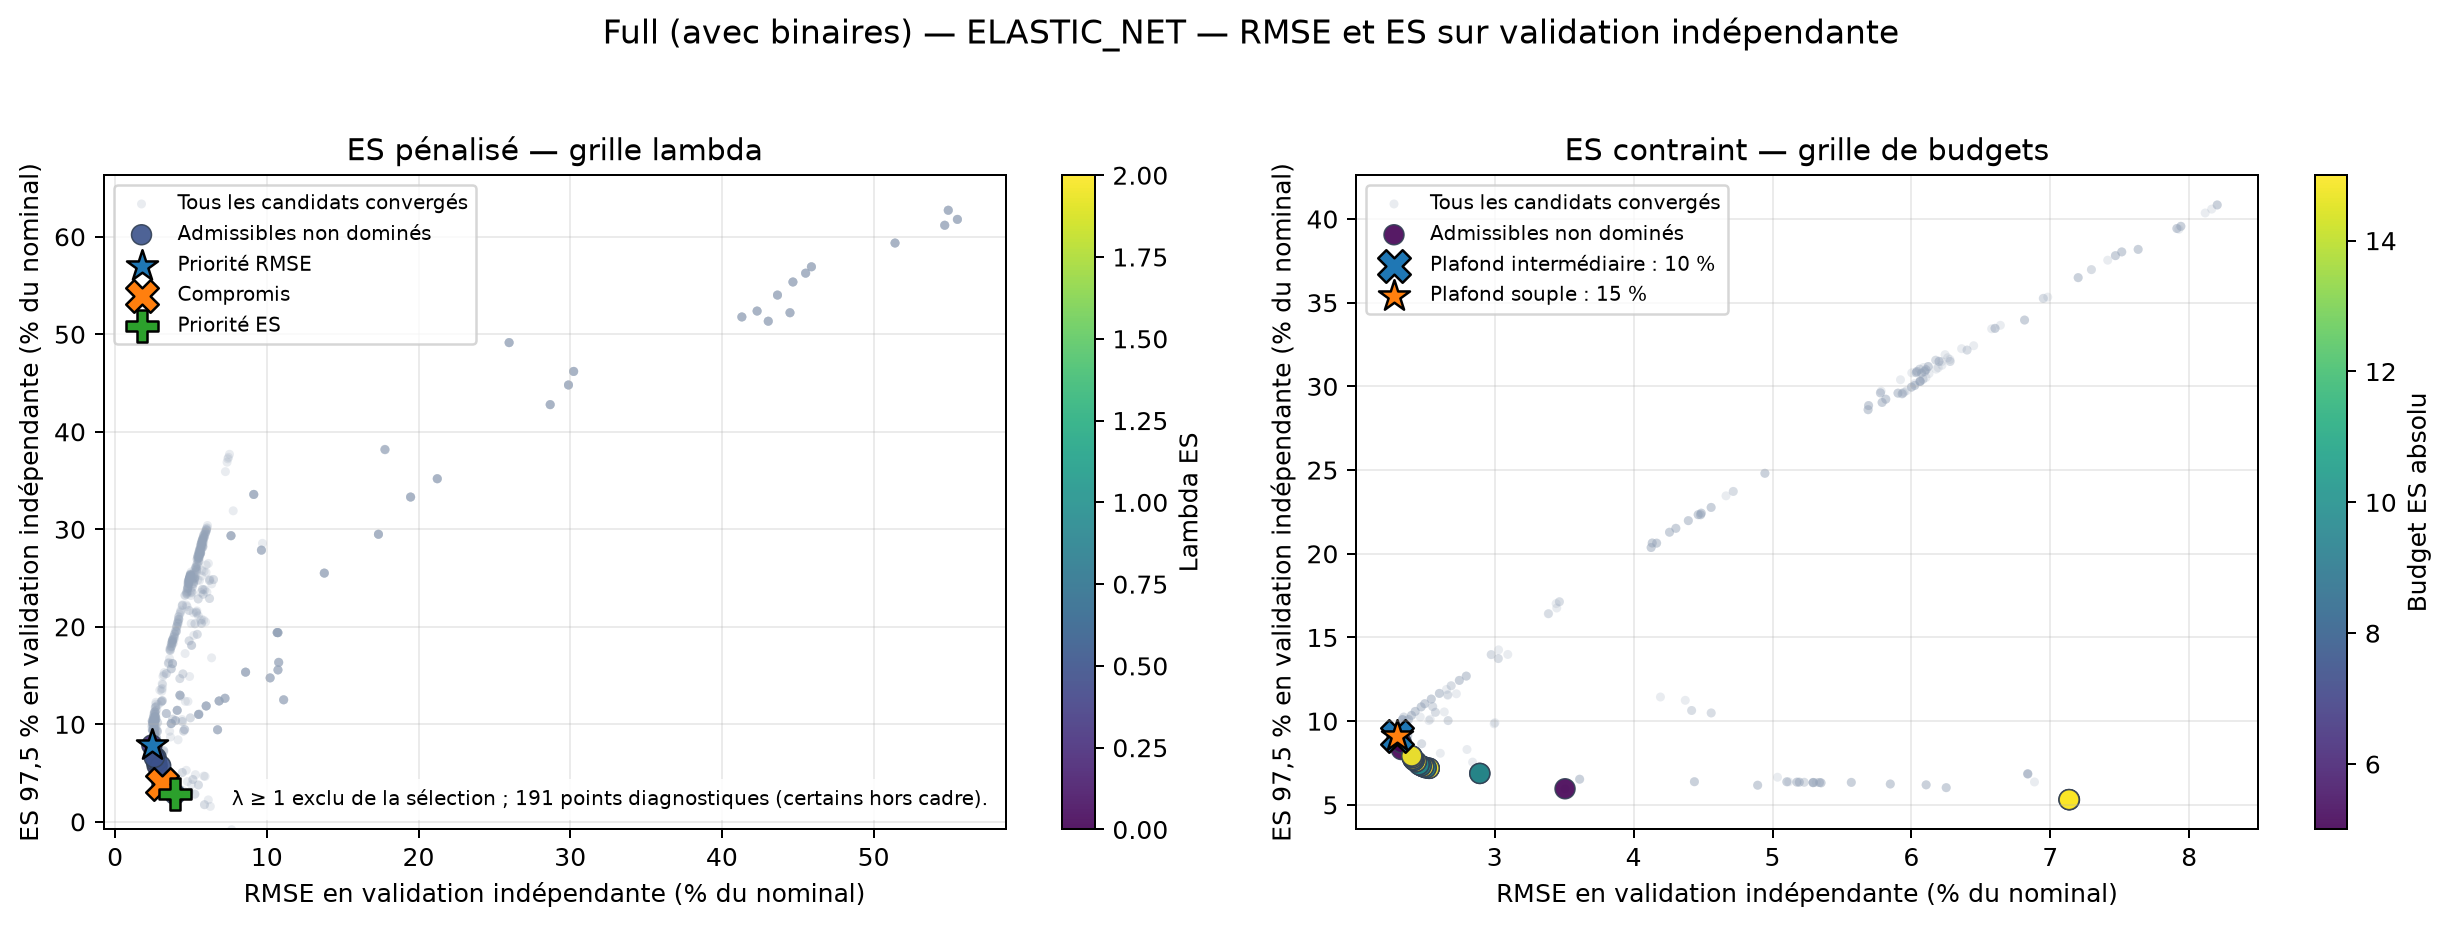 Full (avec binaires) — ELASTIC_NET — RMSE et ES sur validation indépendante
ES pénalisé — grille lambda
ES 97,5 % en validation indépendante (% du nominal)
60
50
40
30
20
10
0
Tous les candidats convergés
Admissibles non dominés
Priorité RMSE
Compromis
Priorité ES
λ ≥ 1 exclu de la sélection ; 191 points diagnostiques (certains hors cadre).
0
10
20
30
40
50
RMSE en validation indépendante (% du nominal)
2.00
1.75
1.50
1.25
1.00
0.75
0.50
0.25
0.00
Lambda ES
ES contraint — grille de budgets
ES 97,5 % en validation indépendante (% du nominal)
40
35
30
25
20
15
10
5
Tous les candidats convergés
Admissibles non dominés
Plafond intermédiaire : 10 %
Plafond souple : 15 %
3
4
5
6
7
8
RMSE en validation indépendante (% du nominal)
14
12
10
8
6
Budget ES absolu